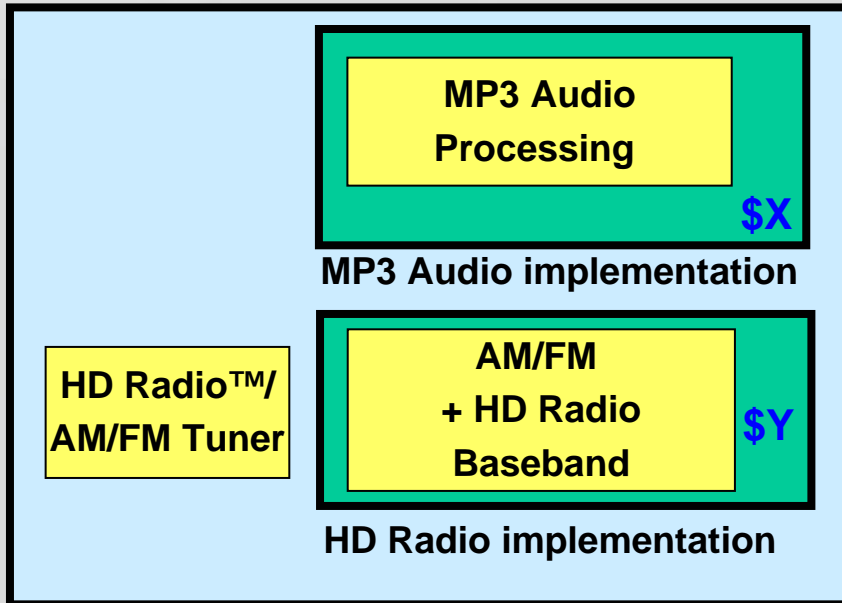 MP3 Audio
Processing
$X
MP3 Audio implementation
HD Radio™/
AM/FM Tuner
AM/FM
+ HD Radio
Baseband
$Y
HD Radio implementation